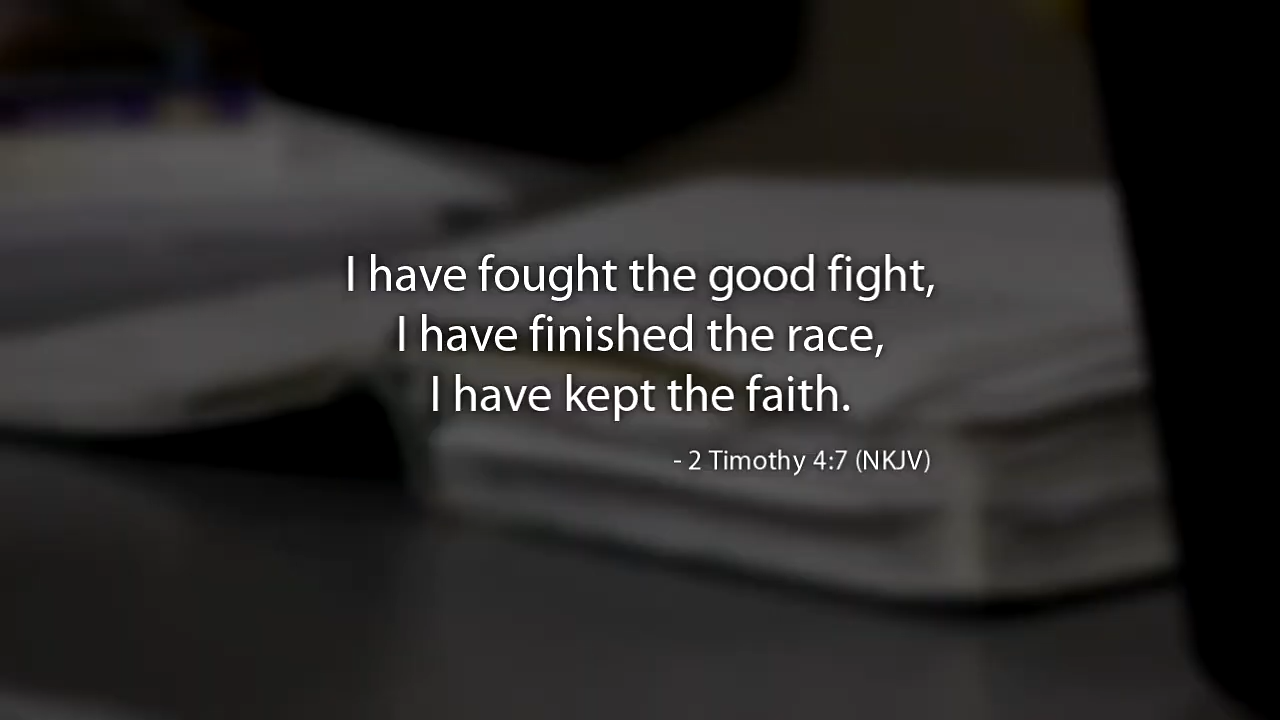 I have fought the good fight,
I have finished the race,
I have kept the faith.
- 2 Timothy 4:7 (NKJV)